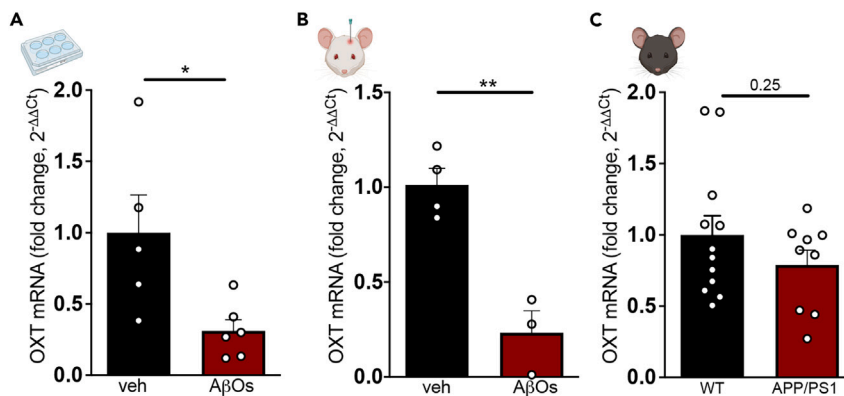 A
B
C
*
**
0.25
OXT mRNA (fold change, 2-ΔΔCt)
2.0
1.5
1.0
0.5
0.0
veh
AβOs
OXT mRNA (fold change, 2-ΔΔCt)
1.5
1.0
0.5
0.0
veh
AβOs
OXT mRNA (fold change, 2-ΔΔCt)
2.0
1.5
1.0
0.5
0.0
WT
APP/PS1